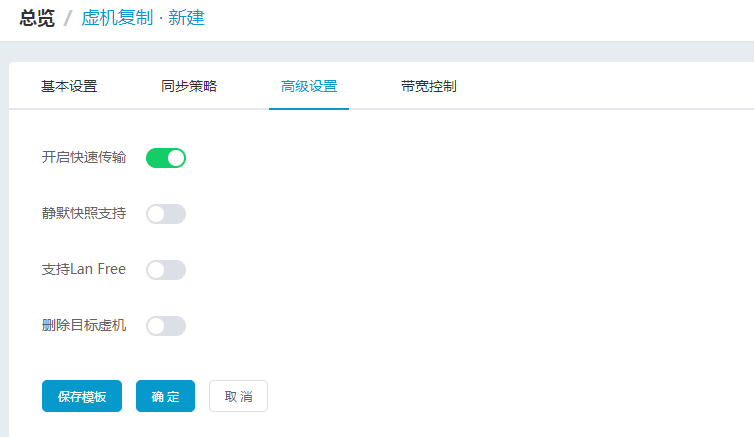 总览 / 虚机复制 · 新建
基本设置 同步策略 高级设置 带宽控制
开启快速传输
静默快照支持
支持Lan Free
删除目标虚机
保存模板 确 定 取 消